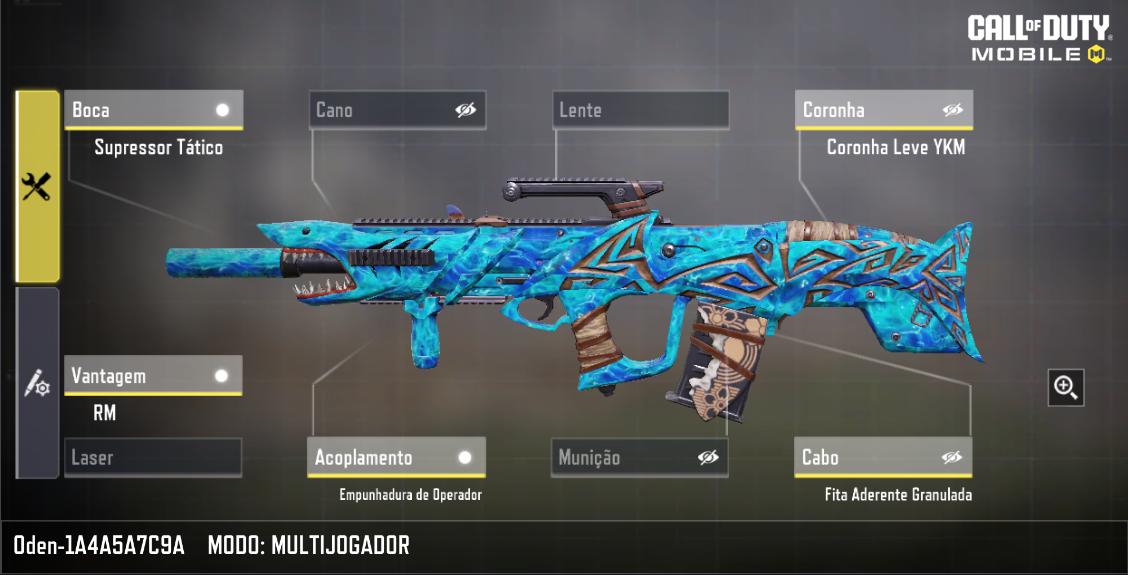 CALL OF DUTY
MOBILE
Boca
Cano
Lente
Coronha
Supressor Tático
Coronha Leve YKM
Vantagem
RM
Laser
Acoplamento
Munição
Cabo
Empunhadura de Operador
Fita Aderente Granulada
Oden-1A4A5A7C9A MODO: MULTIJOGADOR